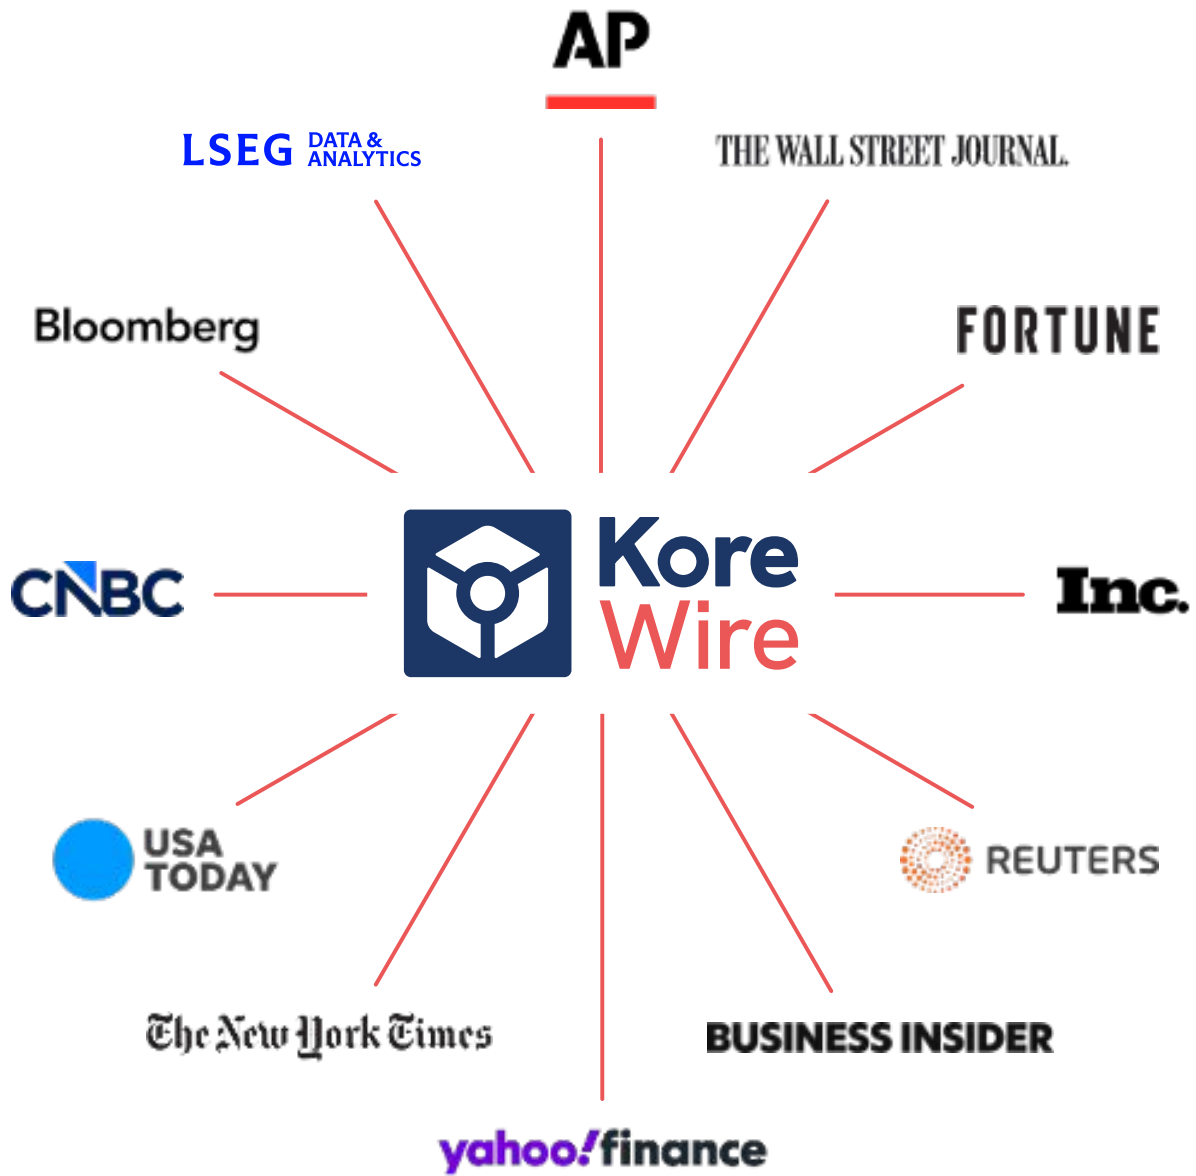 AP
LSEG DATA &
ANALYTICS
THE WALL STREET JOURNAL.
Bloomberg
FORTUNE
CNBC
Kore
Wire
Inc.
USA
TODAY
REUTERS
The New York Times
BUSINESS INSIDER
yahoo!finance